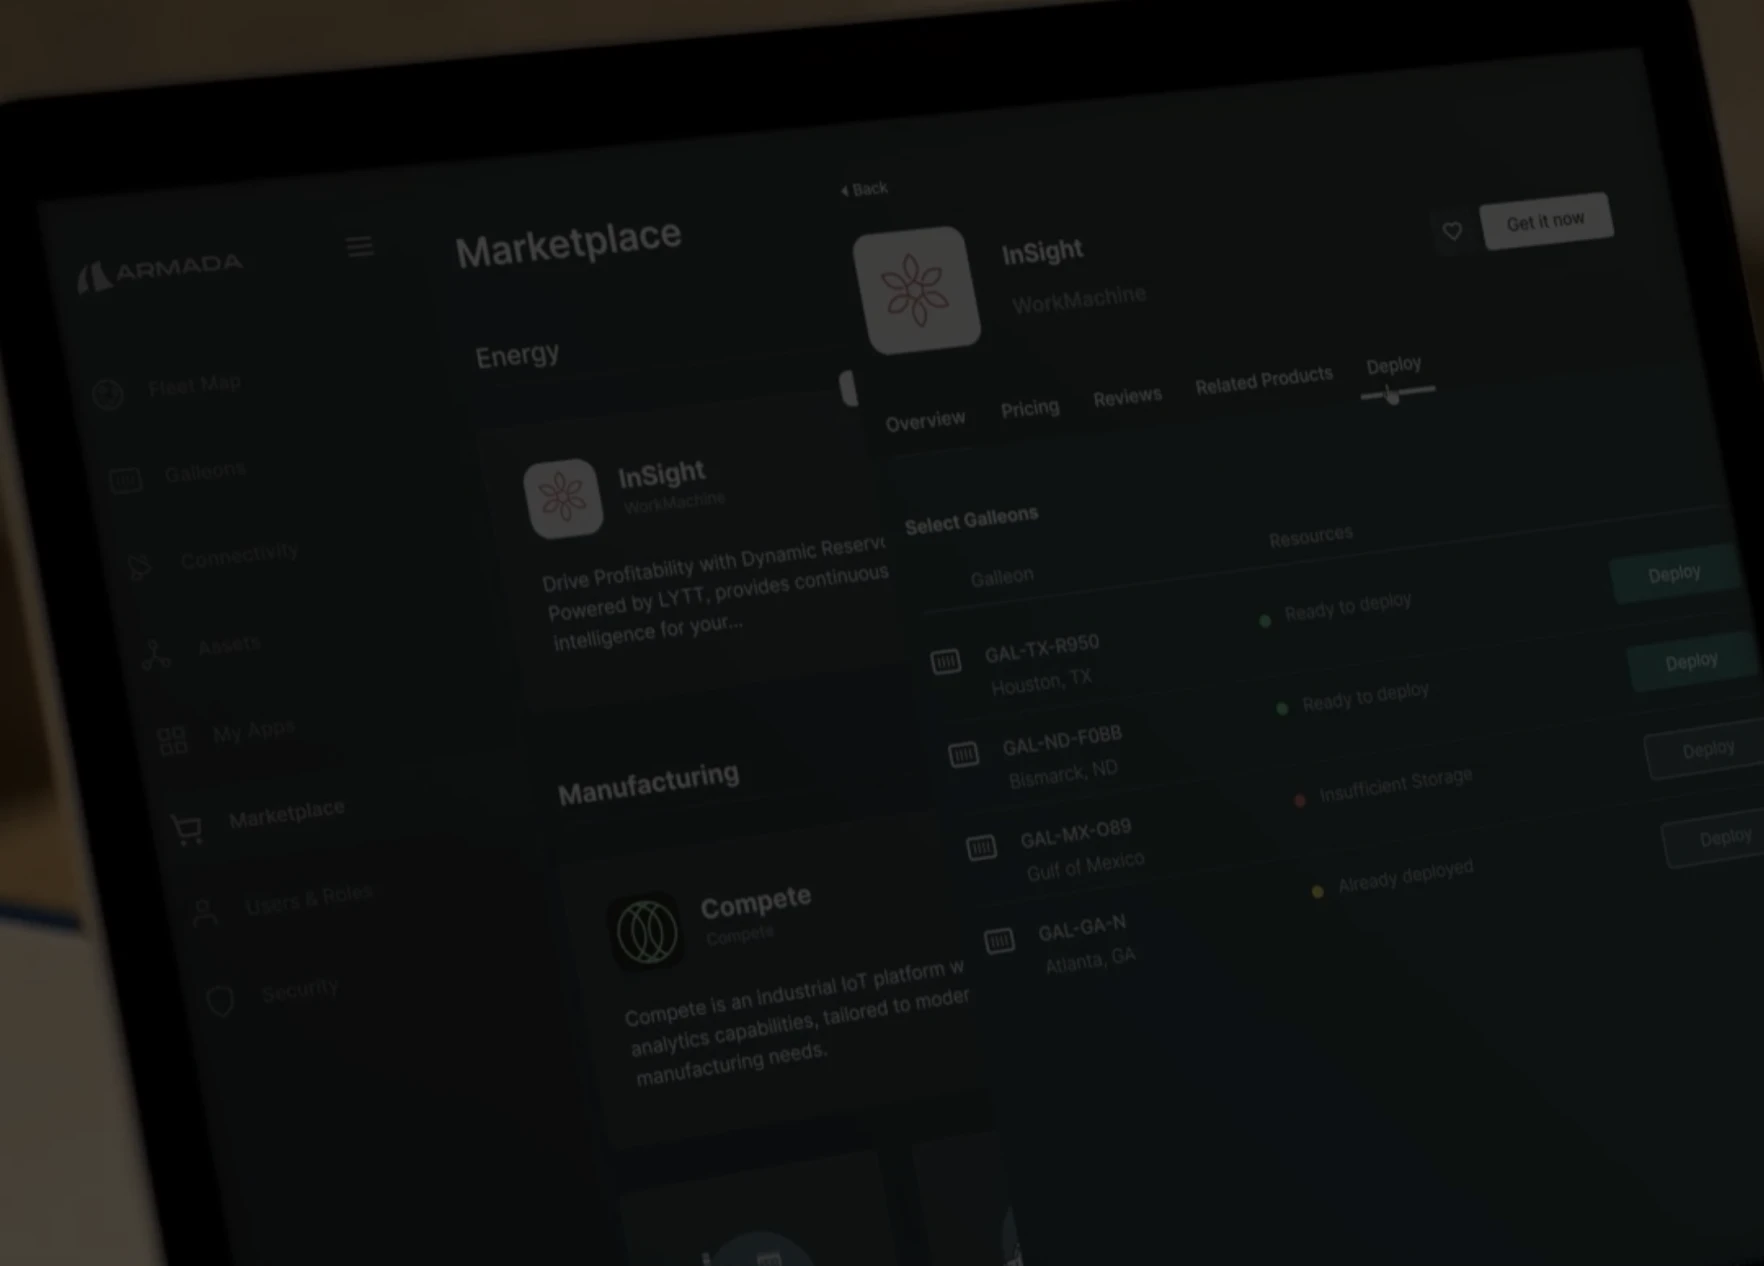 ARMADA
Fleet Map
Galleons
Connectivity
Assets
My Apps
Marketplace
Users & Roles
Security
Marketplace
Energy
InSight
WorkMachine
Drive Profitability with Dynamic Reservo
Powered by LYTT, provides continuous
intelligence for your...
Manufacturing
Compete
Compete
Compete is an industrial IoT platform w
analytics capabilities, tailored to moder
manufacturing needs.
Back
InSight
WorkMachine
Get it now
Overview Pricing Reviews Related Products Deploy
Select Galleons
Galleon Resources
GAL-TX-R950 Ready to deploy Deploy
Houston, TX
GAL-ND-F0BB Ready to deploy Deploy
Bismarck, ND
GAL-MX-O89 Insufficient Storage Deploy
Gulf of Mexico
GAL-GA-N Already deployed Deploy
Atlanta, GA